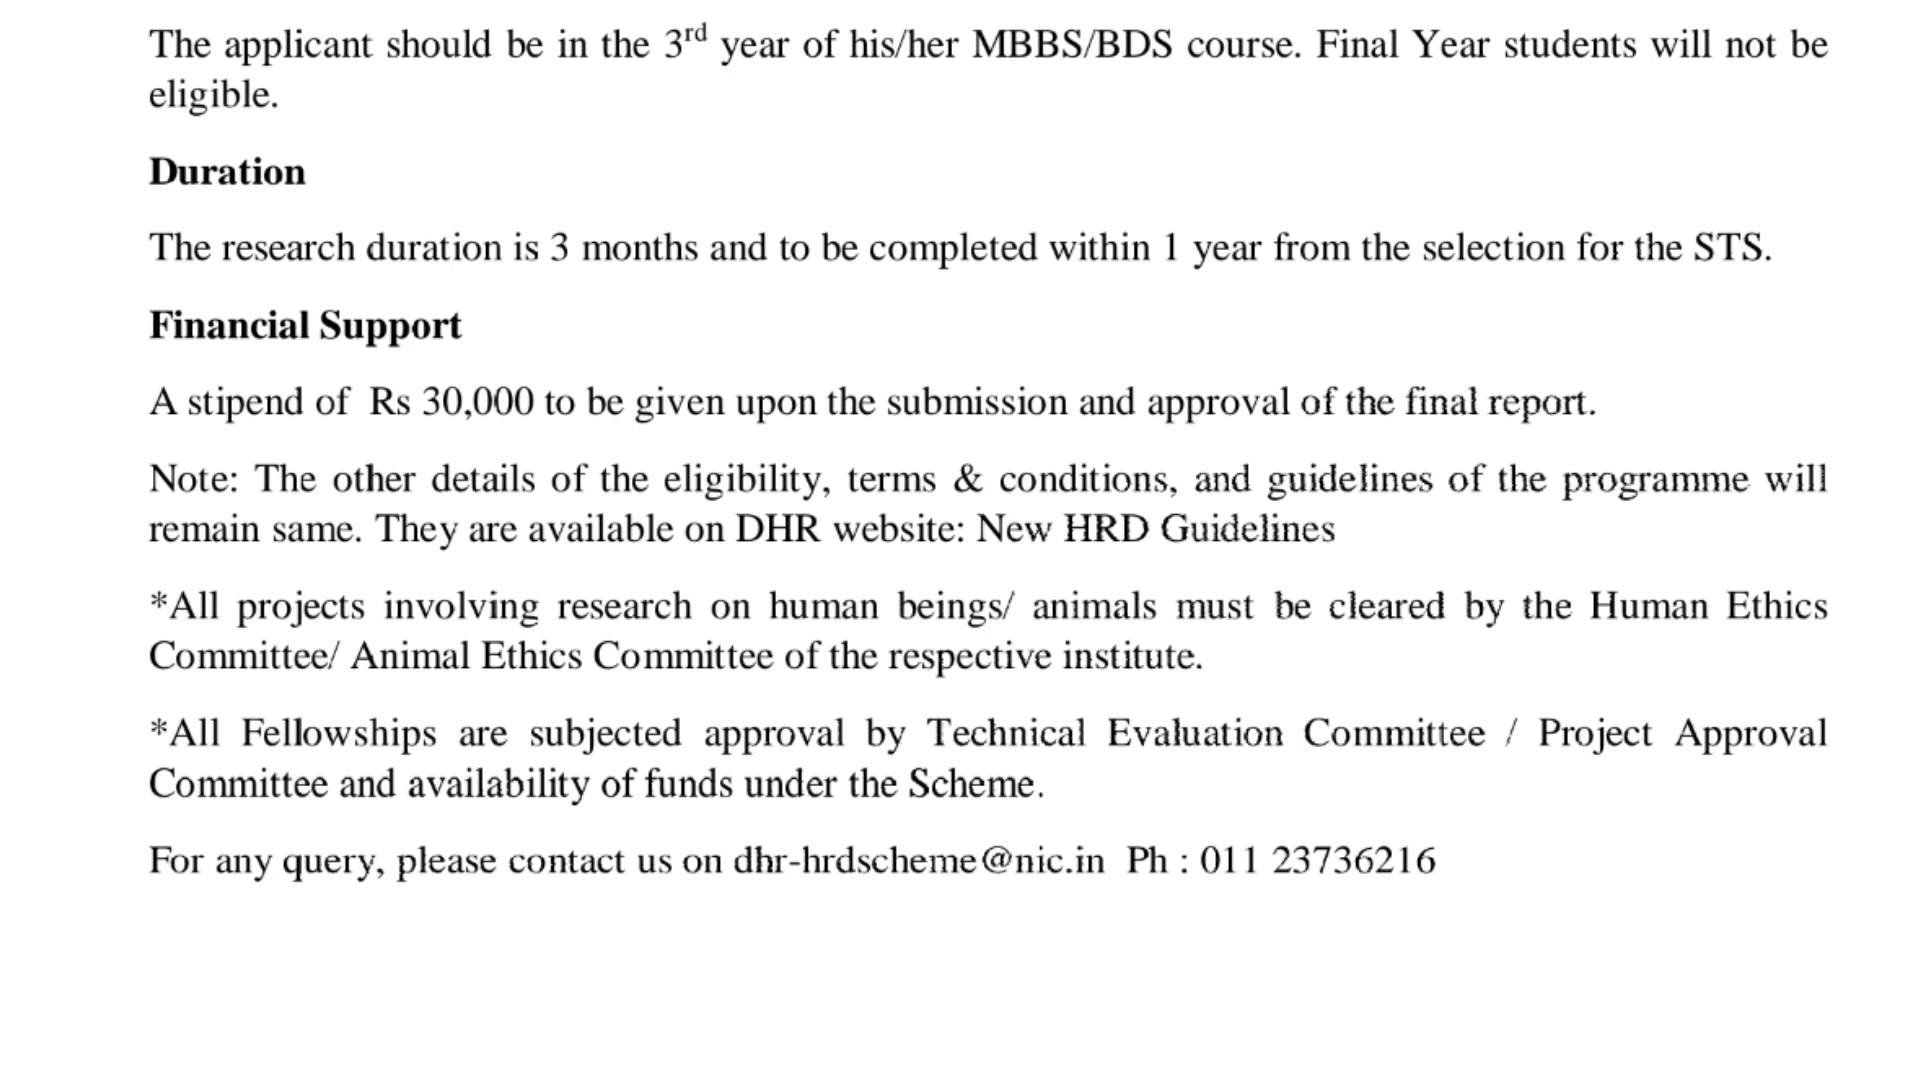 The applicant should be in the 3rd year of his/her MBBS/BDS course. Final Year students will not be
eligible.
Duration
The research duration is 3 months and to be completed within 1 year from the selection for the STS.
Financial Support
A stipend of Rs 30,000 to be given upon the submission and approval of the final report.
Note: The other details of the eligibility, terms & conditions, and guidelines of the programme will
remain same. They are available on DHR website: New HRD Guidelines
*All projects involving research on human beings/ animals must be cleared by the Human Ethics
Committee/ Animal Ethics Committee of the respective institute.
*All Fellowships are subjected approval by Technical Evaluation Committee / Project Approval
Committee and availability of funds under the Scheme.
For any query, please contact us on dhr-hrdscheme@nic.in Ph : 011 23736216